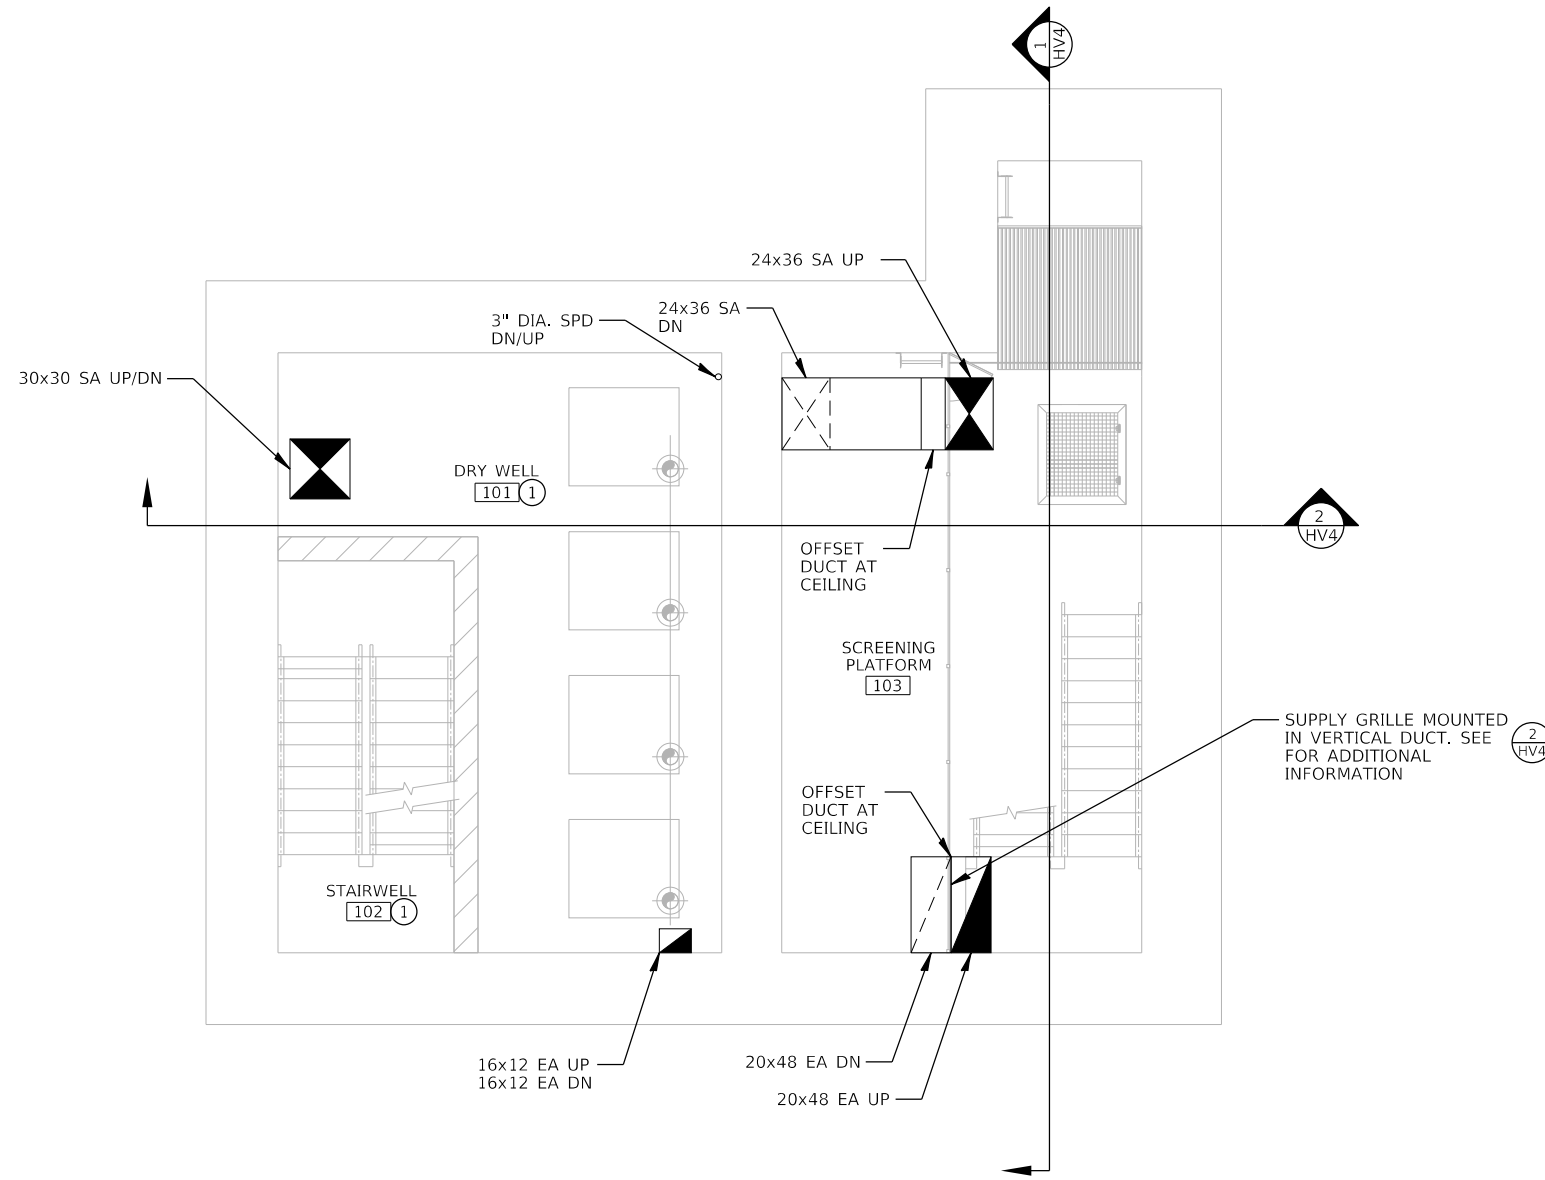 1
HV4
24x36 SA UP
24x36 SA
DN
3" DIA. SPD
DN/UP
30x30 SA UP/DN
DRY WELL
101 1
2
HV4
OFFSET
DUCT AT
CEILING
SCREENING
PLATFORM
103
SUPPLY GRILLE MOUNTED
IN VERTICAL DUCT. SEE
FOR ADDITIONAL
INFORMATION
2
HV4
OFFSET
DUCT AT
CEILING
STAIRWELL
102 1
16x12 EA UP
16x12 EA DN
20x48 EA DN
20x48 EA UP